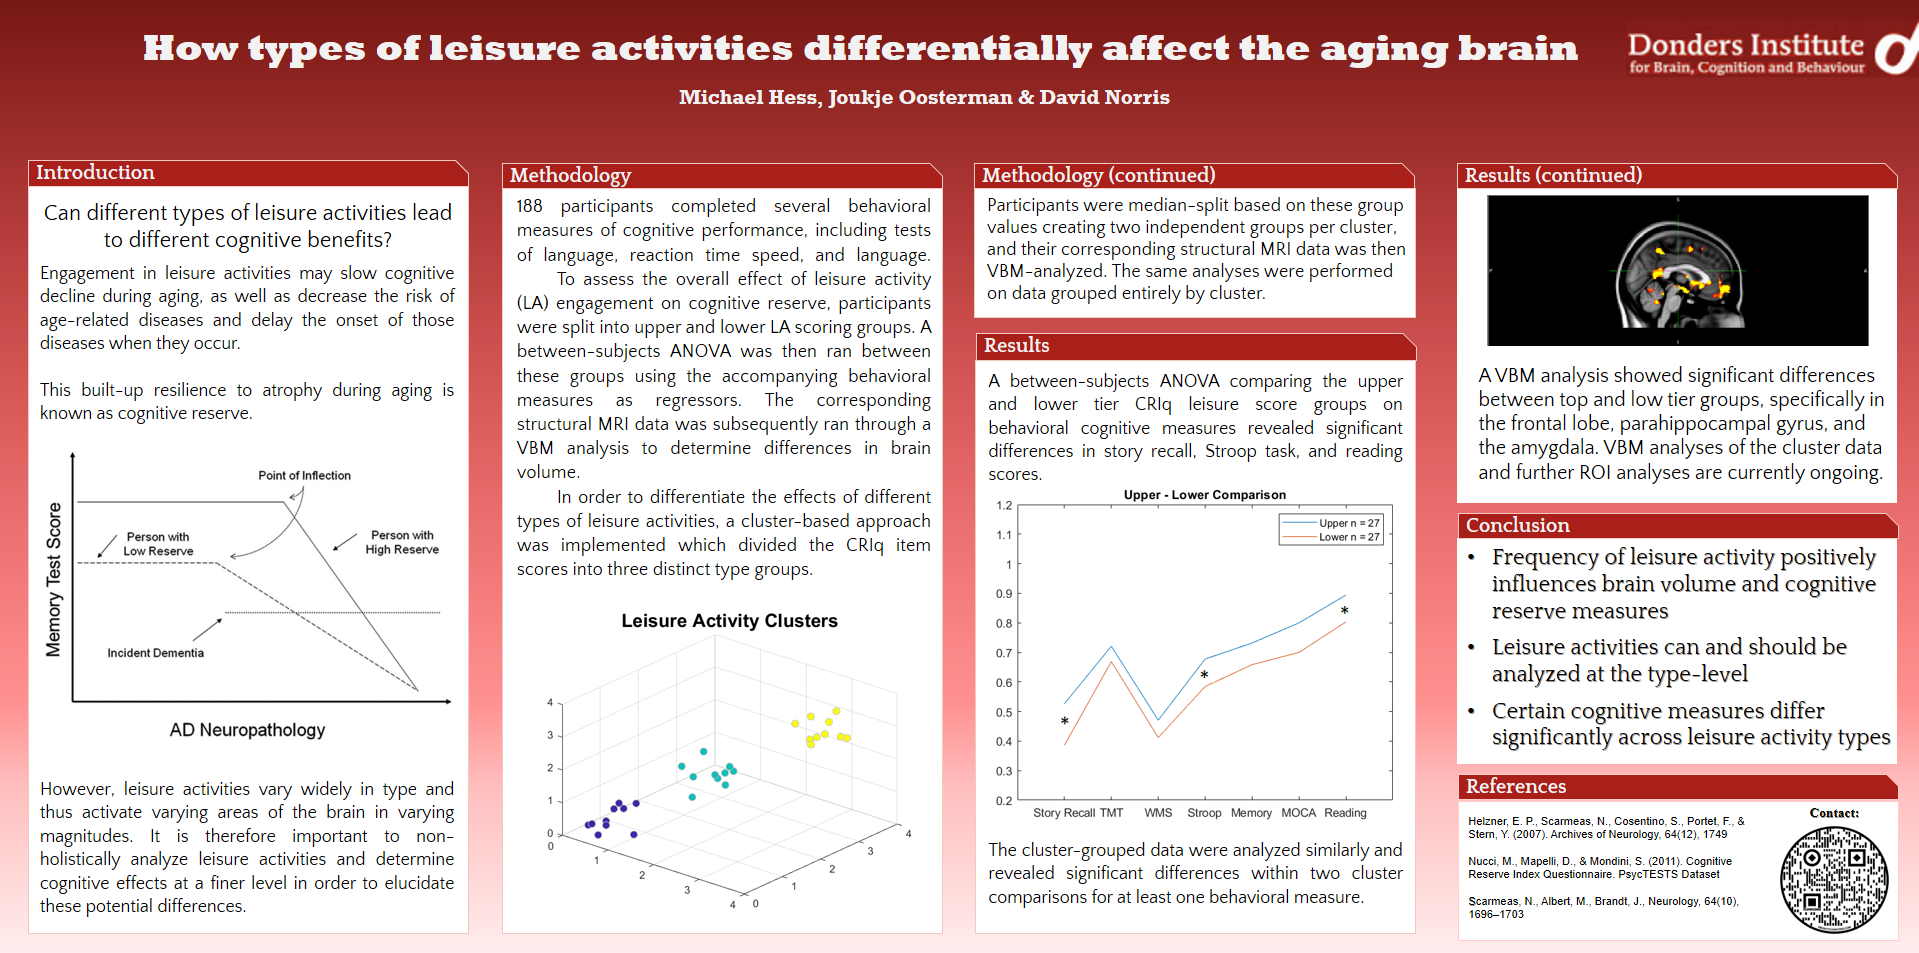 How types of leisure activities differentially affect the aging brain
Donders Institute
for Brain, Cognition and Behaviour
Michael Hess, Joukje Oosterman & David Norris
Introduction
Can different types of leisure activities lead
to different cognitive benefits?
Engagement in leisure activities may slow cognitive
decline during aging, as well as decrease the risk of
age-related diseases and delay the onset of those
diseases when they occur.
This built-up resilience to atrophy during aging is
known as cognitive reserve.
Point of Inflection
Person with
Low Reserve
Person with
High Reserve
Memory Test Score
Incident Dementia
AD Neuropathology
However, leisure activities vary widely in type and
thus activate varying areas of the brain in varying
magnitudes. It is therefore important to non-
holistically analyze leisure activities and determine
cognitive effects at a finer level in order to elucidate
these potential differences.
Methodology
188 participants completed several behavioral
measures of cognitive performance, including tests
of language, reaction time speed, and language.
To assess the overall effect of leisure activity
(LA) engagement on cognitive reserve, participants
were split into upper and lower LA scoring groups. A
between-subjects ANOVA was then ran between
these groups using the accompanying behavioral
measures as regressors. The corresponding
structural MRI data was subsequently ran through a
VBM analysis to determine differences in brain
volume.
In order to differentiate the effects of different
types of leisure activities, a cluster-based approach
was implemented which divided the CRIq item
scores into three distinct type groups.
Leisure Activity Clusters
4
3
2
1
0
0
1
2
3
4
0
1
2
3
4
Methodology (continued)
Participants were median-split based on these group
values creating two independent groups per cluster,
and their corresponding structural MRI data was then
VBM-analyzed. The same analyses were performed
on data grouped entirely by cluster.
Results
A between-subjects ANOVA comparing the upper
and lower tier CRIq leisure score groups on
behavioral cognitive measures revealed significant
differences in story recall, Stroop task, and reading
scores.
Upper - Lower Comparison
Upper n = 27
Lower n = 27
1.2
1.1
1
0.9
0.8
0.7
0.6
0.5
0.4
0.3
0.2
*
*
*
Story Recall TMT WMS Stroop Memory MOCA Reading
The cluster-grouped data were analyzed similarly and
revealed significant differences within two cluster
comparisons for at least one behavioral measure.
Results (continued)
A VBM analysis showed significant differences
between top and low tier groups, specifically in
the frontal lobe, parahippocampal gyrus, and
the amygdala. VBM analyses of the cluster data
and further ROI analyses are currently ongoing.
Conclusion
• Frequency of leisure activity positively
influences brain volume and cognitive
reserve measures
• Leisure activities can and should be
analyzed at the type-level
• Certain cognitive measures differ
significantly across leisure activity types
References
Helzner, E. P., Scarmeas, N., Cosentino, S., Portet, F., &
Stern, Y. (2007). Archives of Neurology, 64(12), 1749
Nucci, M., Mapelli, D., & Mondini, S. (2011). Cognitive
Reserve Index Questionnaire. PsycTESTS Dataset
Scarmeas, N., Albert, M., Brandt, J., Neurology, 64(10),
1696–1703
Contact: